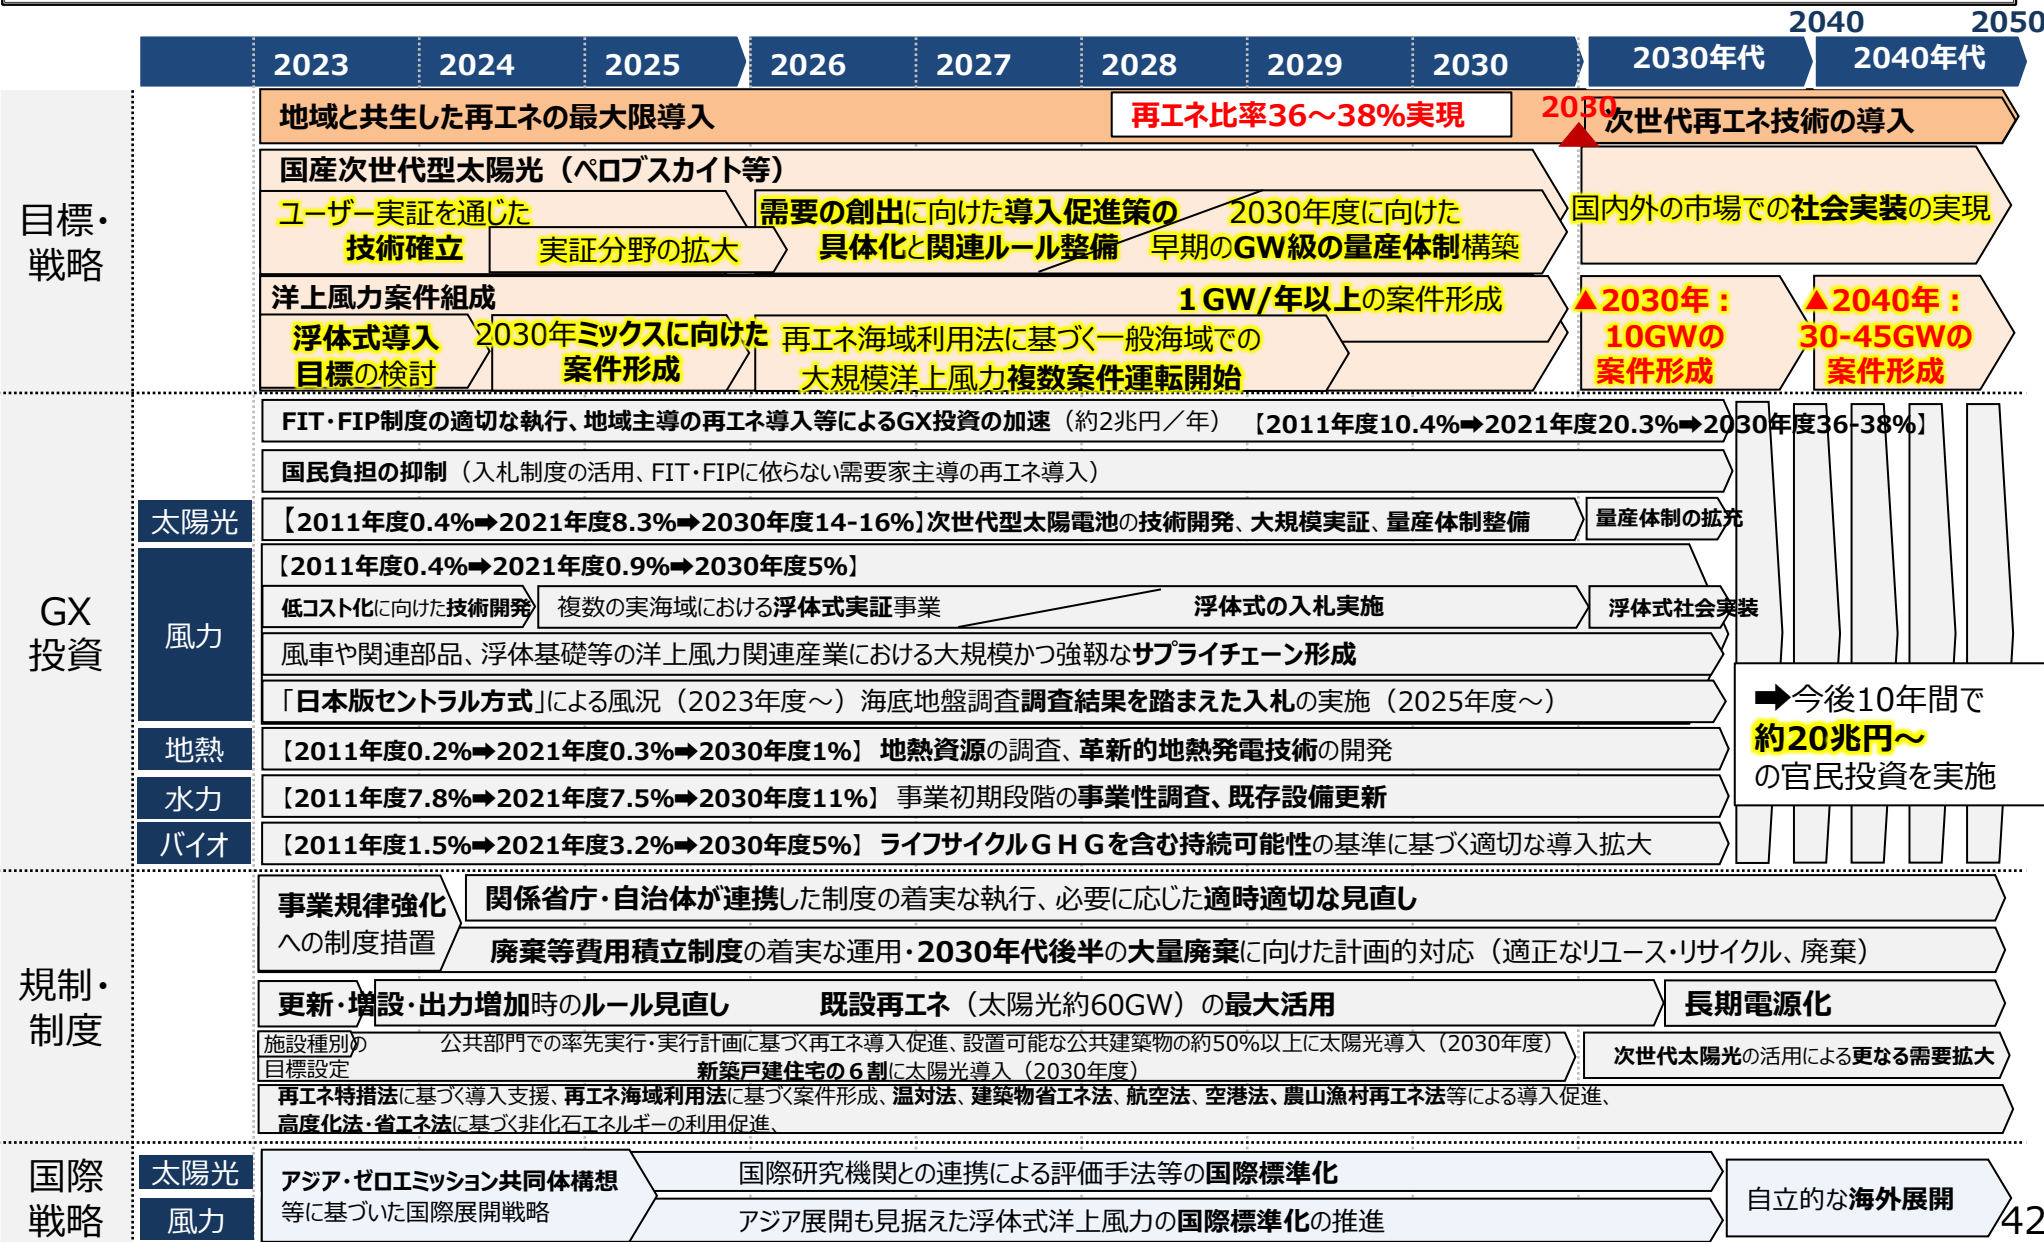 2040 2050
2023 2024 2025 2026 2027 2028 2029 2030 2030年代 2040年代
目標・
戦略
地域と共生した再エネの最大限導入
再エネ比率36～38%実現
2030
次世代再エネ技術の導入
国産次世代型太陽光（ペロブスカイト等）
ユーザー実証を通じた
技術確立
実証分野の拡大
需要の創出に向けた導入促進策の
具体化と関連ルール整備
2030年度に向けた
早期のGW級の量産体制構築
国内外の市場での社会実装の実現
洋上風力案件組成
１GW/年以上の案件形成
浮体式導入
目標の検討
2030年ミックスに向けた
案件形成
再エネ海域利用法に基づく一般海域での
大規模洋上風力複数案件運転開始
▲2030年：
10GWの
案件形成
▲2040年：
30-45GWの
案件形成
GX
投資
FIT・FIP制度の適切な執行、地域主導の再エネ導入等によるGX投資の加速（約2兆円／年） 【2011年度10.4%➡2021年度20.3%➡2030年度36-38%】
国民負担の抑制（入札制度の活用、FIT・FIPに依らない需要家主導の再エネ導入）
太陽光
【2011年度0.4%➡2021年度8.3%➡2030年度14-16%】次世代型太陽電池の技術開発、大規模実証、量産体制整備
量産体制の拡充
風力
【2011年度0.4%➡2021年度0.9%➡2030年度5%】
低コスト化に向けた技術開発
複数の実海域における浮体式実証事業
浮体式の入札実施
浮体式社会実装
風車や関連部品、浮体基礎等の洋上風力関連産業における大規模かつ強靱なサプライチェーン形成
「日本版セントラル方式」による風況（2023年度～）海底地盤調査調査結果を踏まえた入札の実施（2025年度～）
地熱
【2011年度0.2%➡2021年度0.3%➡2030年度1%】 地熱資源の調査、革新的地熱発電技術の開発
水力
【2011年度7.8%➡2021年度7.5%➡2030年度11%】 事業初期段階の事業性調査、既存設備更新
バイオ
【2011年度1.5%➡2021年度3.2%➡2030年度5%】 ライフサイクルＧＨＧを含む持続可能性の基準に基づく適切な導入拡大
➡今後10年間で
約20兆円～
の官民投資を実施
規制・
制度
事業規律強化
への制度措置
関係省庁・自治体が連携した制度の着実な執行、必要に応じた適時適切な見直し
廃棄等費用積立制度の着実な運用・2030年代後半の大量廃棄に向けた計画的対応（適正なリユース・リサイクル、廃棄）
更新・増設・出力増加時のルール見直し
既設再エネ（太陽光約60GW）の最大活用
長期電源化
施設種別の
目標設定
公共部門での率先実行・実行計画に基づく再エネ導入促進、設置可能な公共建築物の約50%以上に太陽光導入（2030年度）
新築戸建住宅の６割に太陽光導入（2030年度）
次世代太陽光の活用による更なる需要拡大
再エネ特措法に基づく導入支援、再エネ海域利用法に基づく案件形成、温対法、建築物省エネ法、航空法、空港法、農山漁村再エネ法等による導入促進、
高度化法・省エネ法に基づく非化石エネルギーの利用促進、
国際
戦略
太陽光
風力
アジア・ゼロエミッション共同体構想
等に基づいた国際展開戦略
国際研究機関との連携による評価手法等の国際標準化
アジア展開も見据えた浮体式洋上風力の国際標準化の推進
自立的な海外展開
42